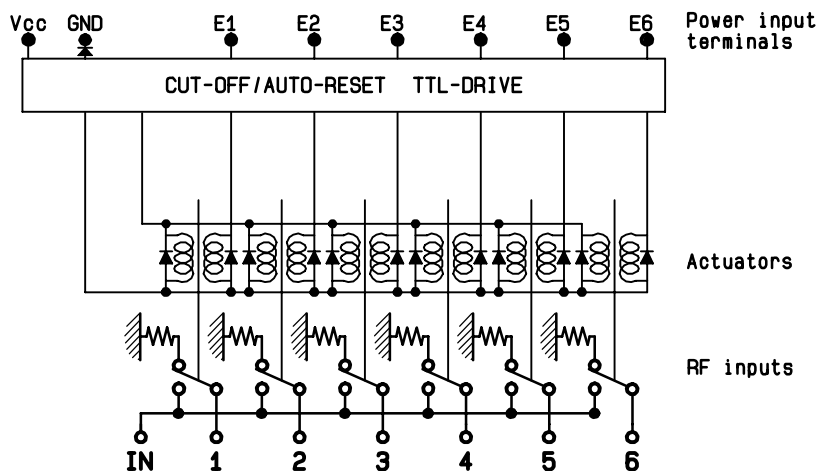 Vcc GND E1 E2 E3 E4 E5 E6 Power input
terminals
CUT-OFF/AUTO-RESET TTL-DRIVE
Actuators
RF inputs
IN 1 2 3 4 5 6